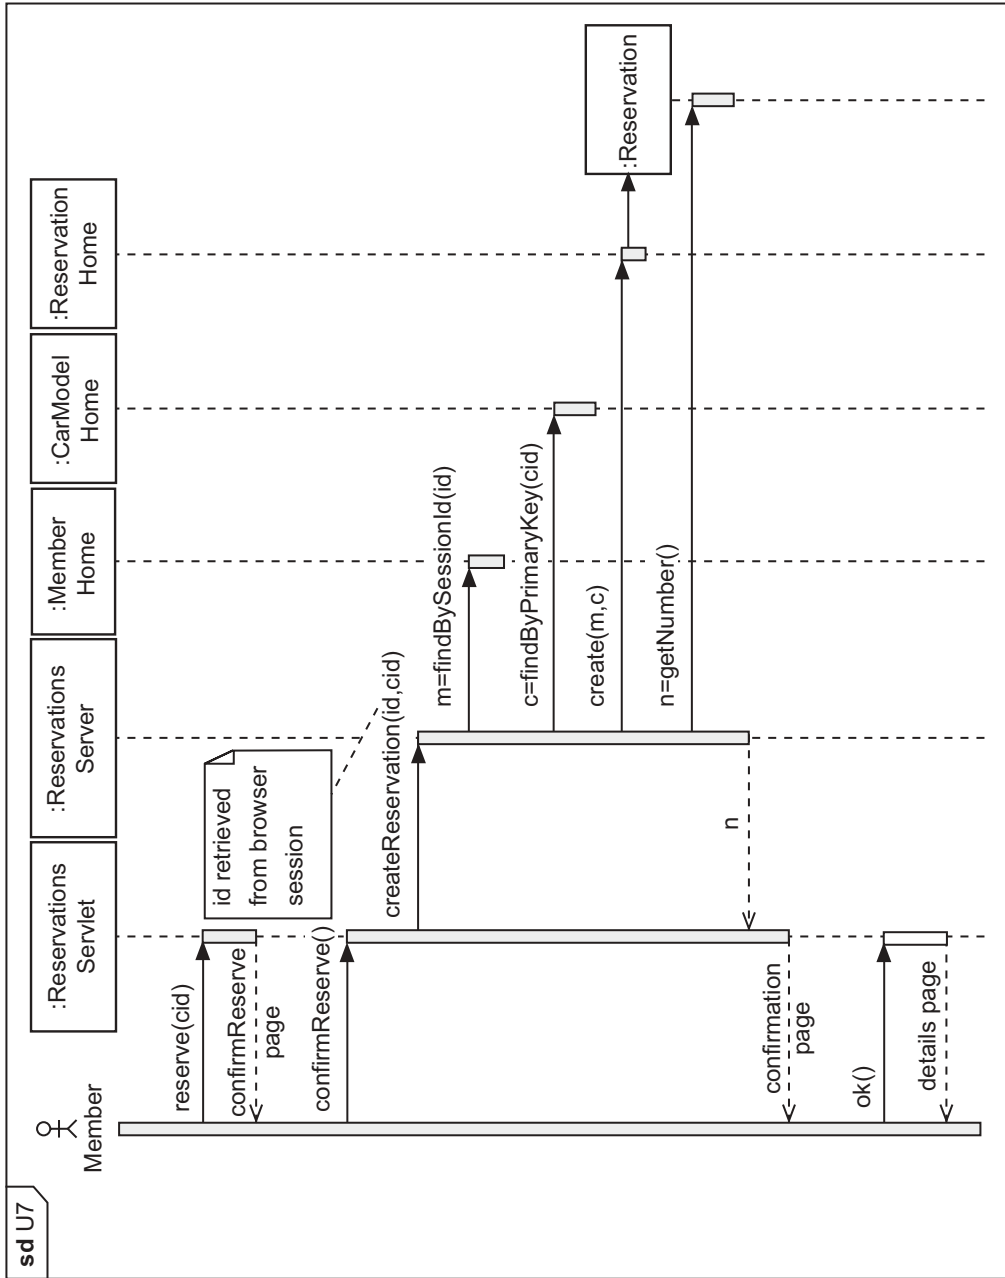 sd U7
Member
:Reservations
Servlet
:Reservations
Server
:Member
Home
:CarModel
Home
:Reservation
Home
reserve(cid)
confirmReserve
page
id retrieved
from browser
session
confirmReserve()
createReservation(id,cid)
m=findBySessionId(id)
c=findByPrimaryKey(cid)
create(m,c)
:Reservation
n=getNumber()
n
confirmation
page
ok()
details page